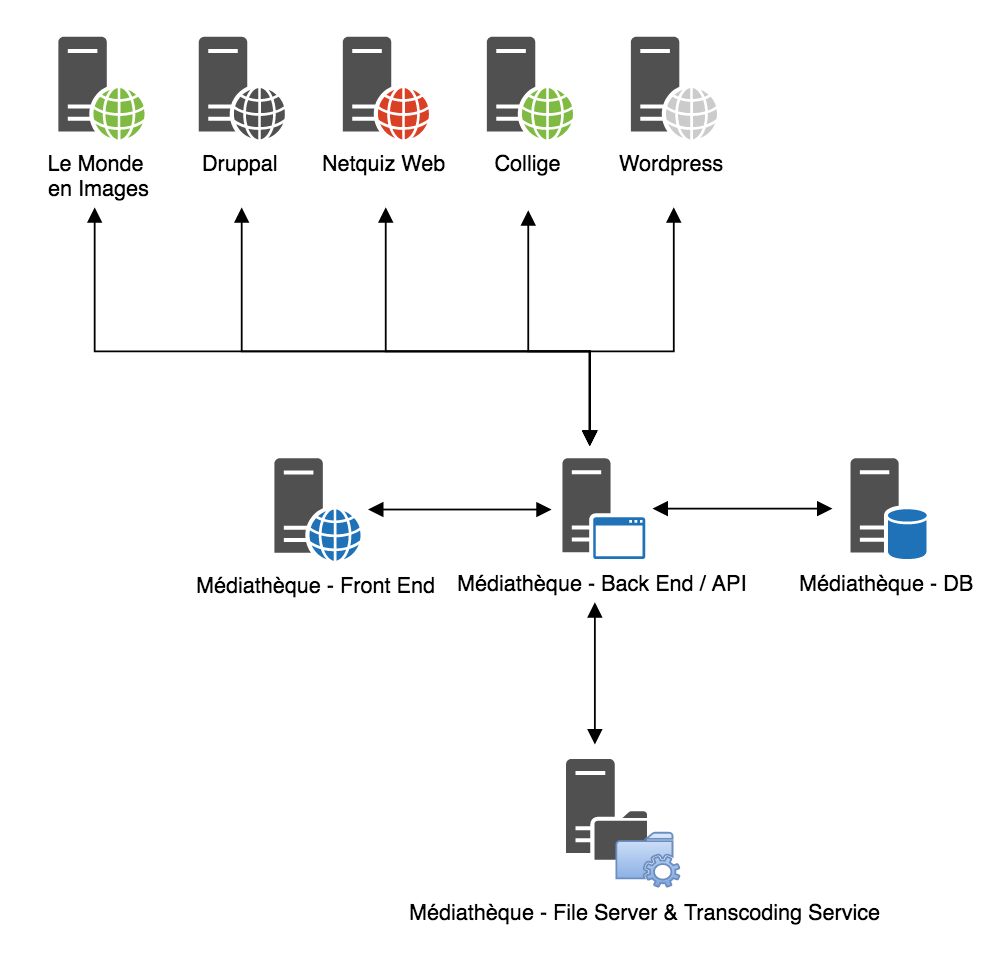 Le Monde
en Images
Druppal
Netquiz Web
Collige
Wordpress
Médiathèque - Front End
Médiathèque - Back End / API
Médiathèque - DB
Médiathèque - File Server & Transcoding Service